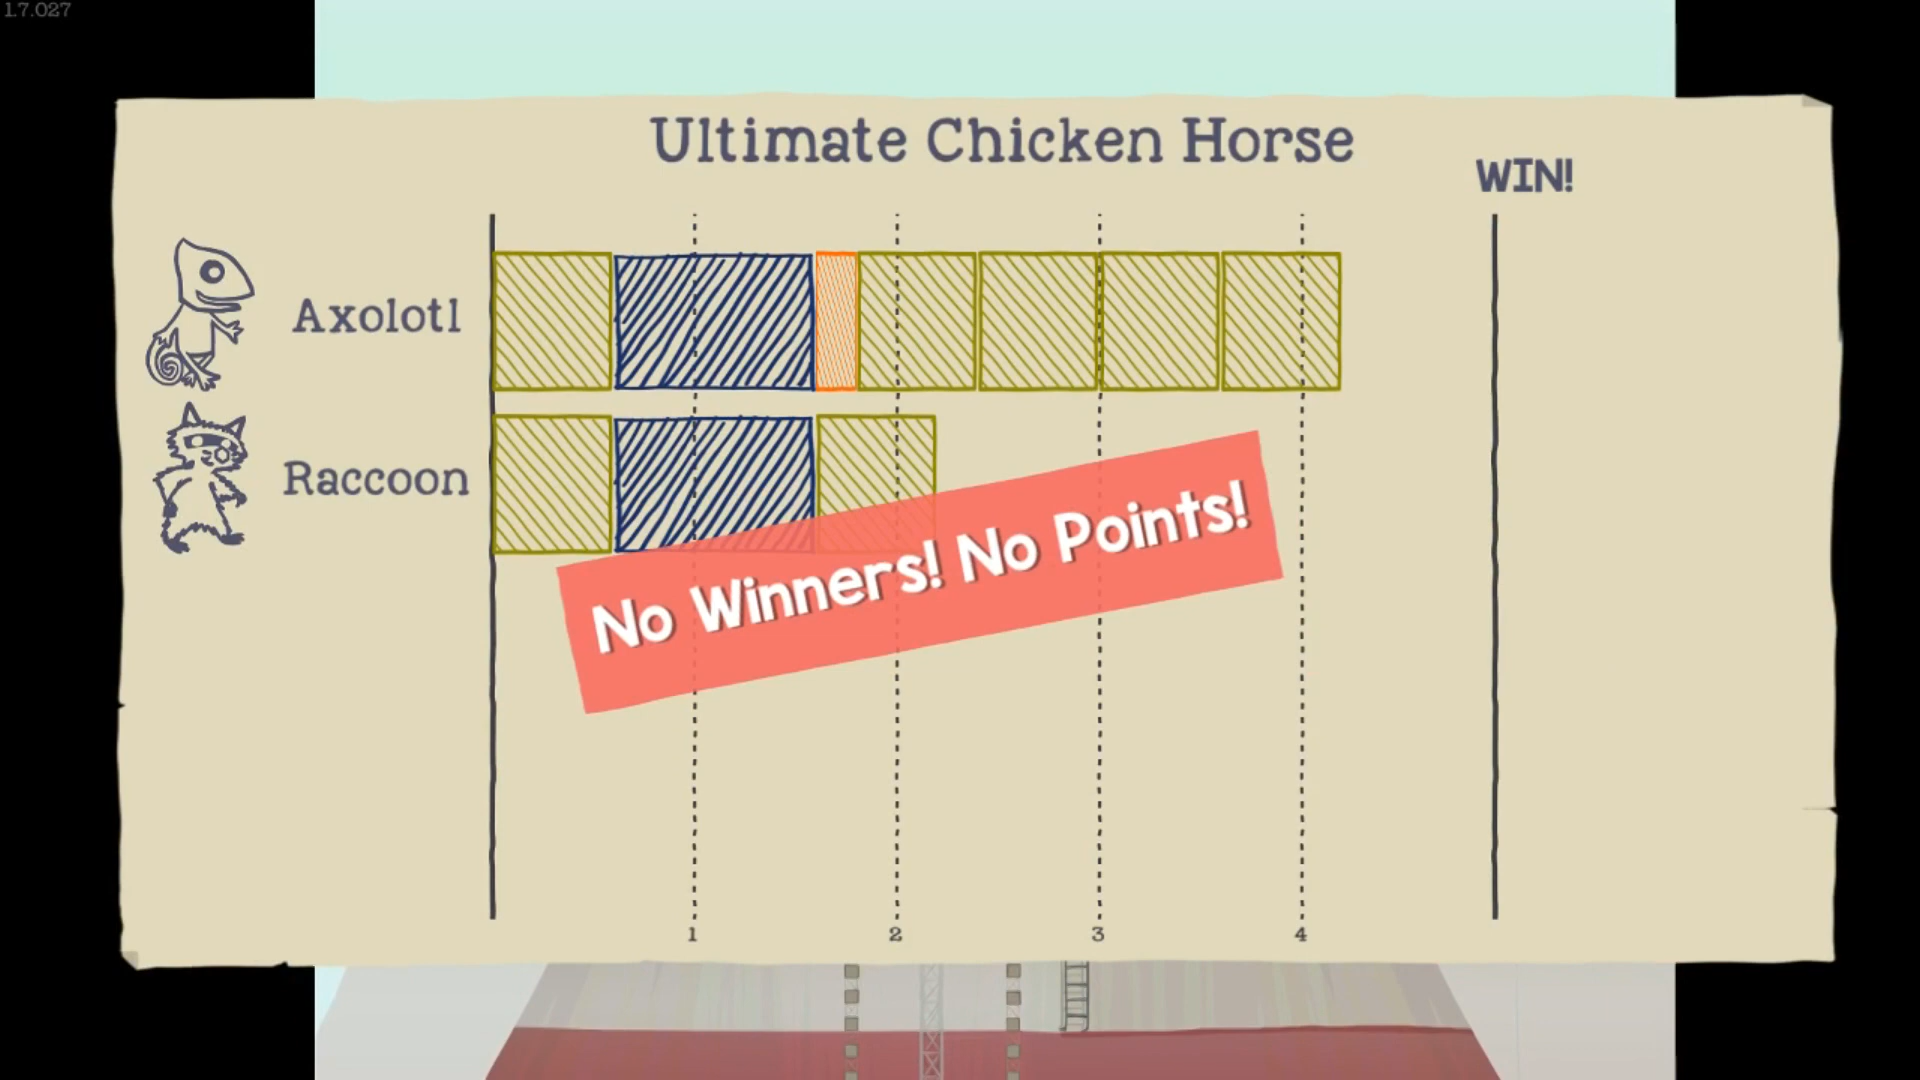 1.7.027
Ultimate Chicken Horse
WIN!
Axolotl
Raccoon
No Winners! No Points!
1 2 3 4